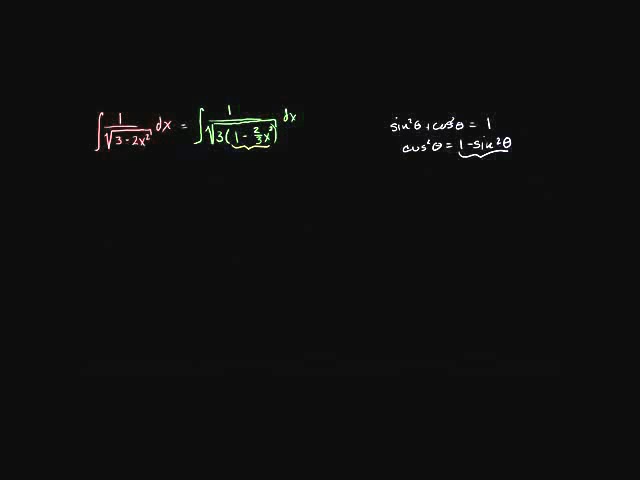 ∫ 1/√(3 - 2x²) dx = ∫ 1/√(3(1 - 2/3 x²)) dx
sin²θ + cos²θ = 1
cos²θ = 1 - sin²θ